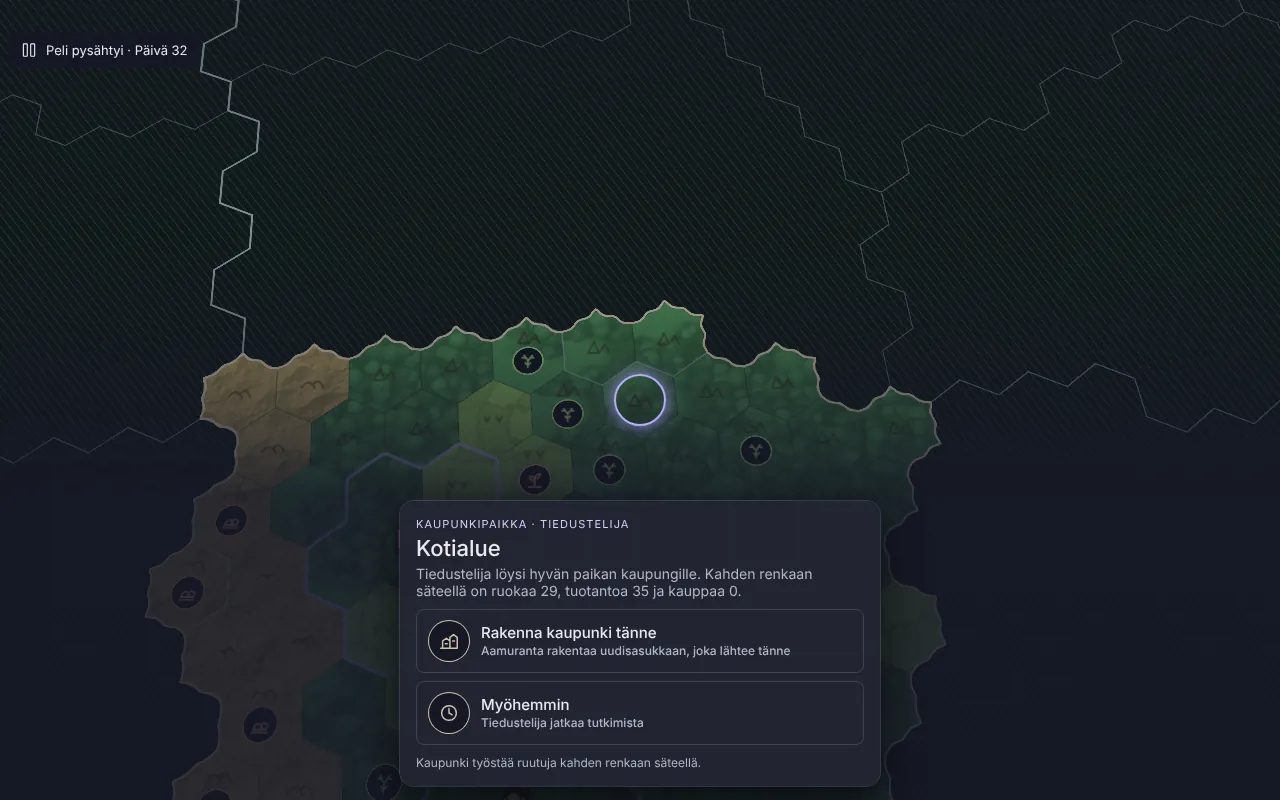 Peli pysähtyi · Päivä 32
KAUPUNKIPAIKKA · TIEDUSTELIJA
Kotialue
Tiedustelija löysi hyvän paikan kaupungille. Kahden renkaan
säteellä on ruokaa 29, tuotantoa 35 ja kauppaa 0.
Rakenna kaupunki tänne
Aamuranta rakentaa uudisasukkaan, joka lähtee tänne
Myöhemmin
Tiedustelija jatkaa tutkimista
Kaupunki työstää ruutuja kahden renkaan säteellä.